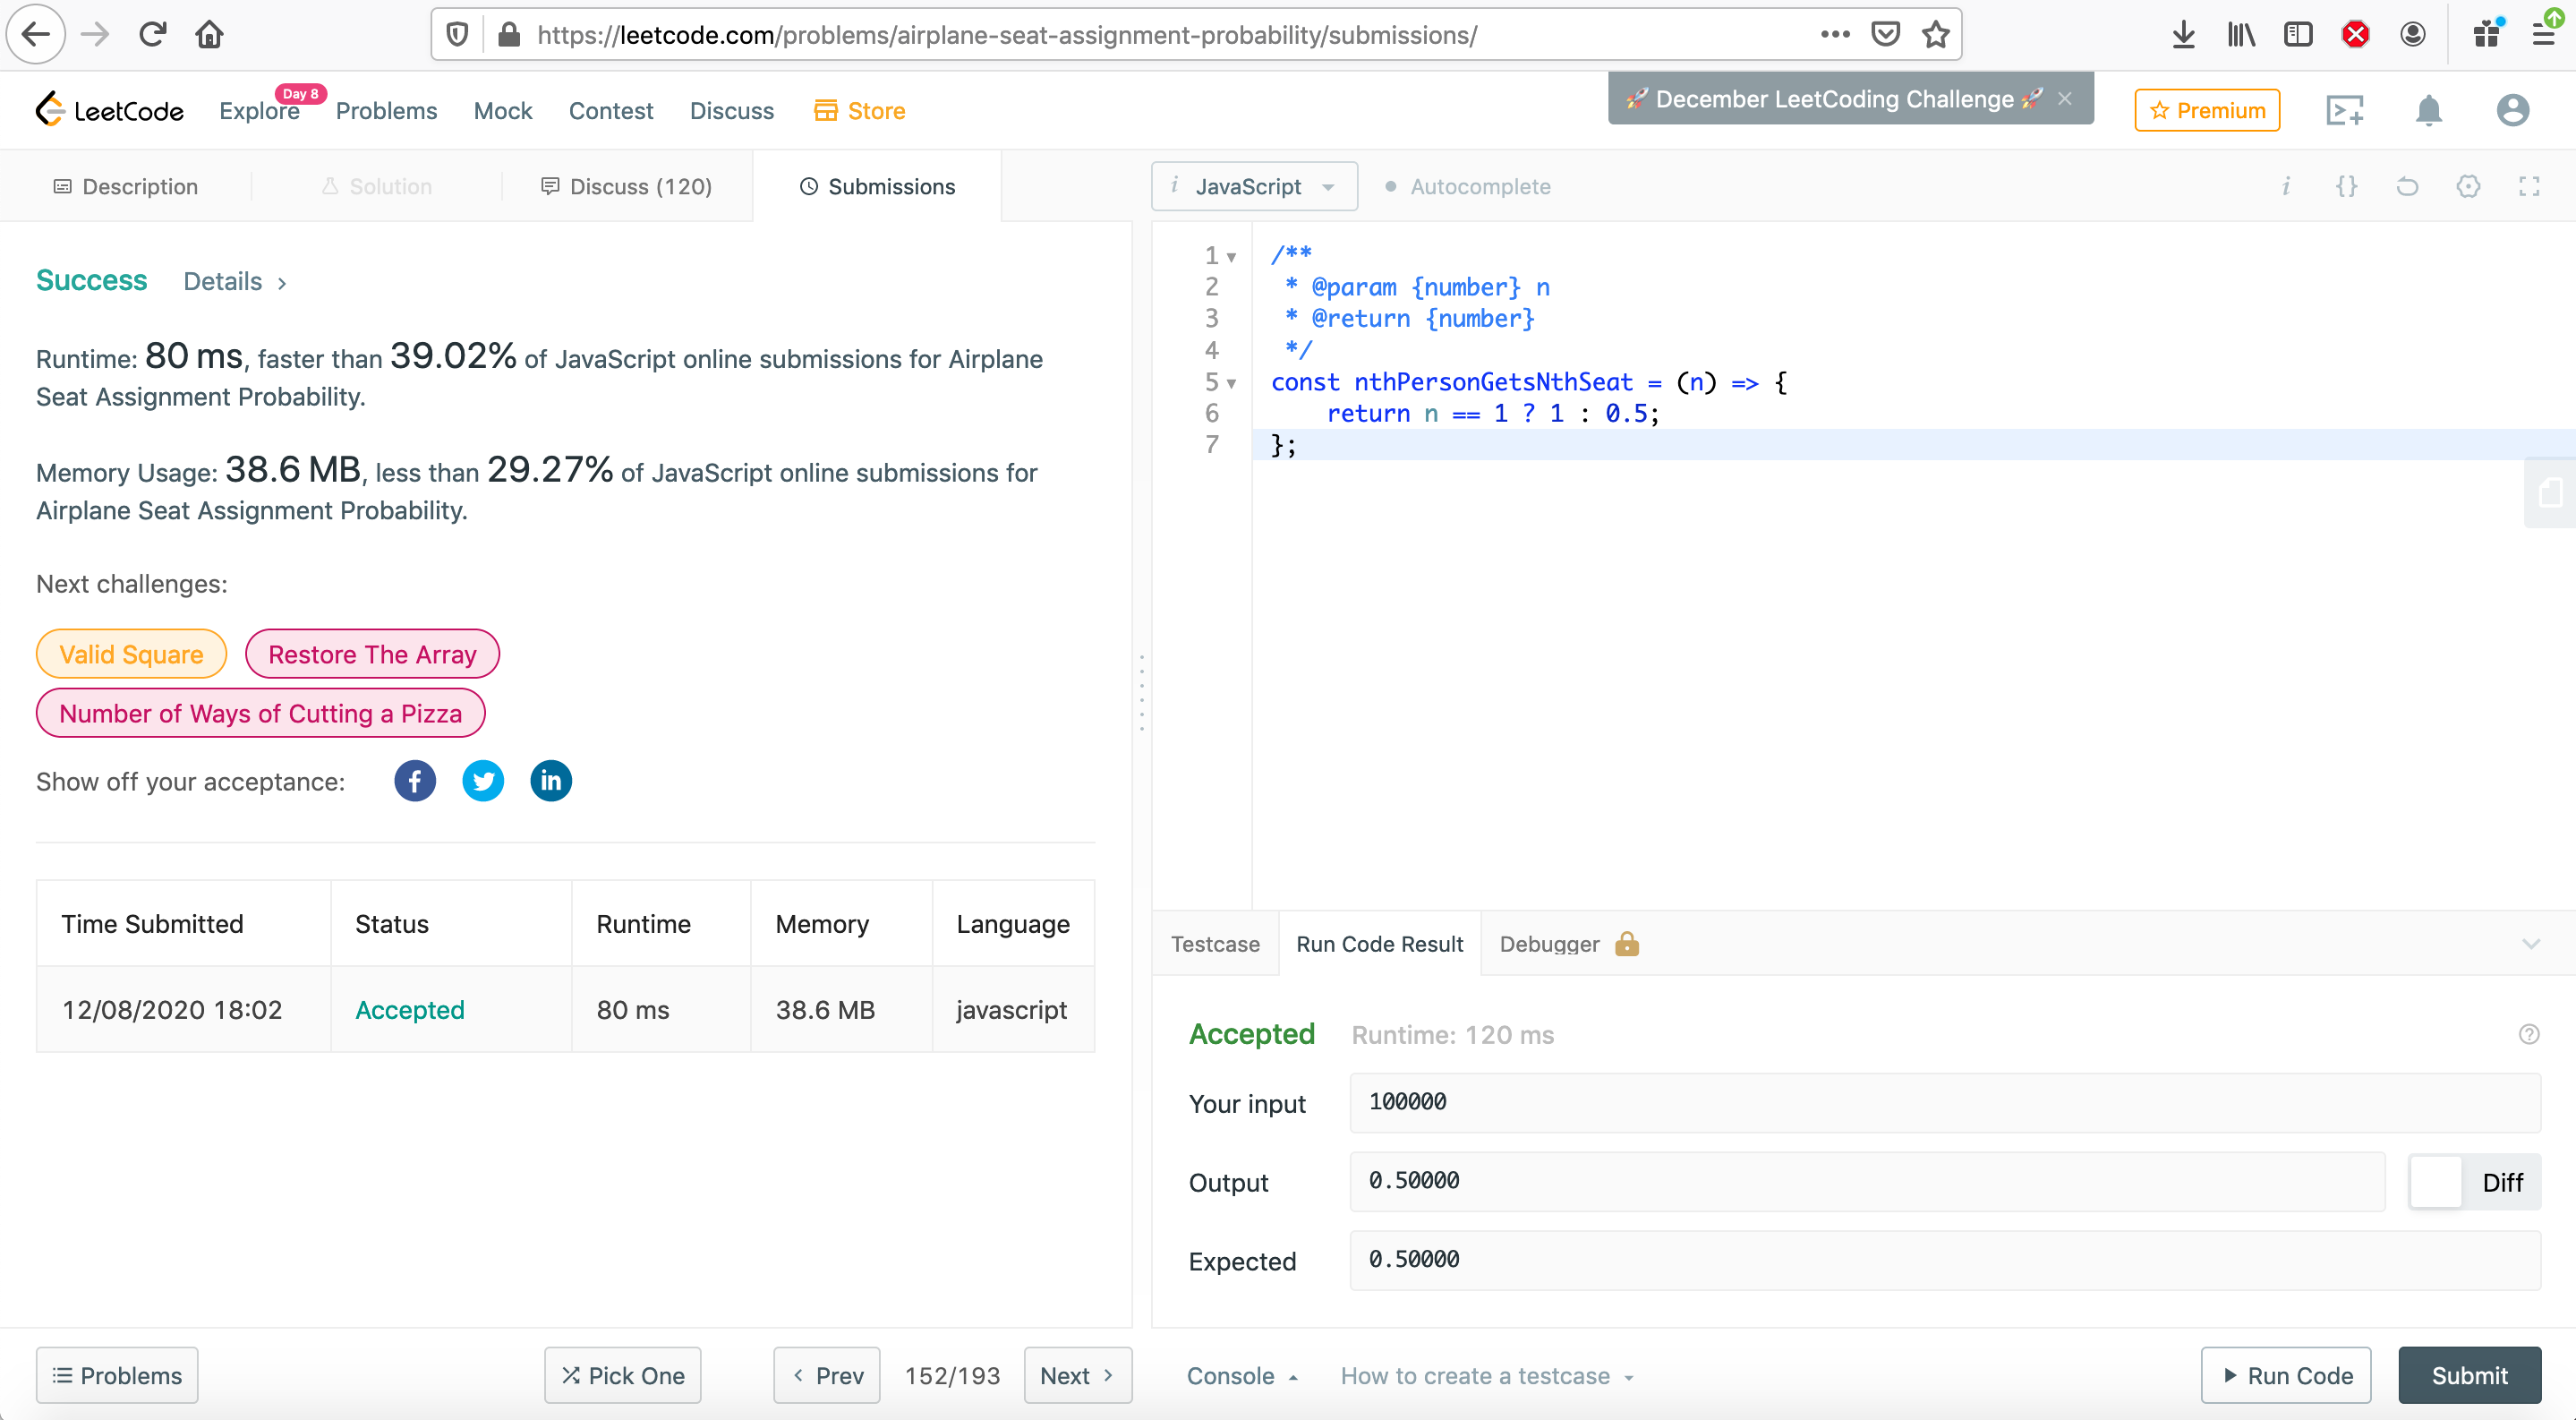 https://leetcode.com/problems/airplane-seat-assignment-probability/submissions/
LeetCode
Explore
Day 8
Problems
Mock
Contest
Discuss
Store
🚀 December LeetCoding Challenge 🚀 ×
Premium
Description
Solution
Discuss (120)
Submissions
i JavaScript
Autocomplete
Success Details >
Runtime: 80 ms, faster than 39.02% of JavaScript online submissions for Airplane
Seat Assignment Probability.
Memory Usage: 38.6 MB, less than 29.27% of JavaScript online submissions for
Airplane Seat Assignment Probability.
Next challenges:
Valid Square
Restore The Array
Number of Ways of Cutting a Pizza
Show off your acceptance:
Time Submitted Status Runtime Memory Language
12/08/2020 18:02 Accepted 80 ms 38.6 MB javascript
1 /**
2  * @param {number} n
3  * @return {number}
4  */
5 const nthPersonGetsNthSeat = (n) => {
6     return n == 1 ? 1 : 0.5;
7 };
Testcase
Run Code Result
Debugger
Accepted Runtime: 120 ms
Your input 100000
Output 0.50000 Diff
Expected 0.50000
Problems
Pick One
Prev
152/193
Next
Console
How to create a testcase
Run Code
Submit